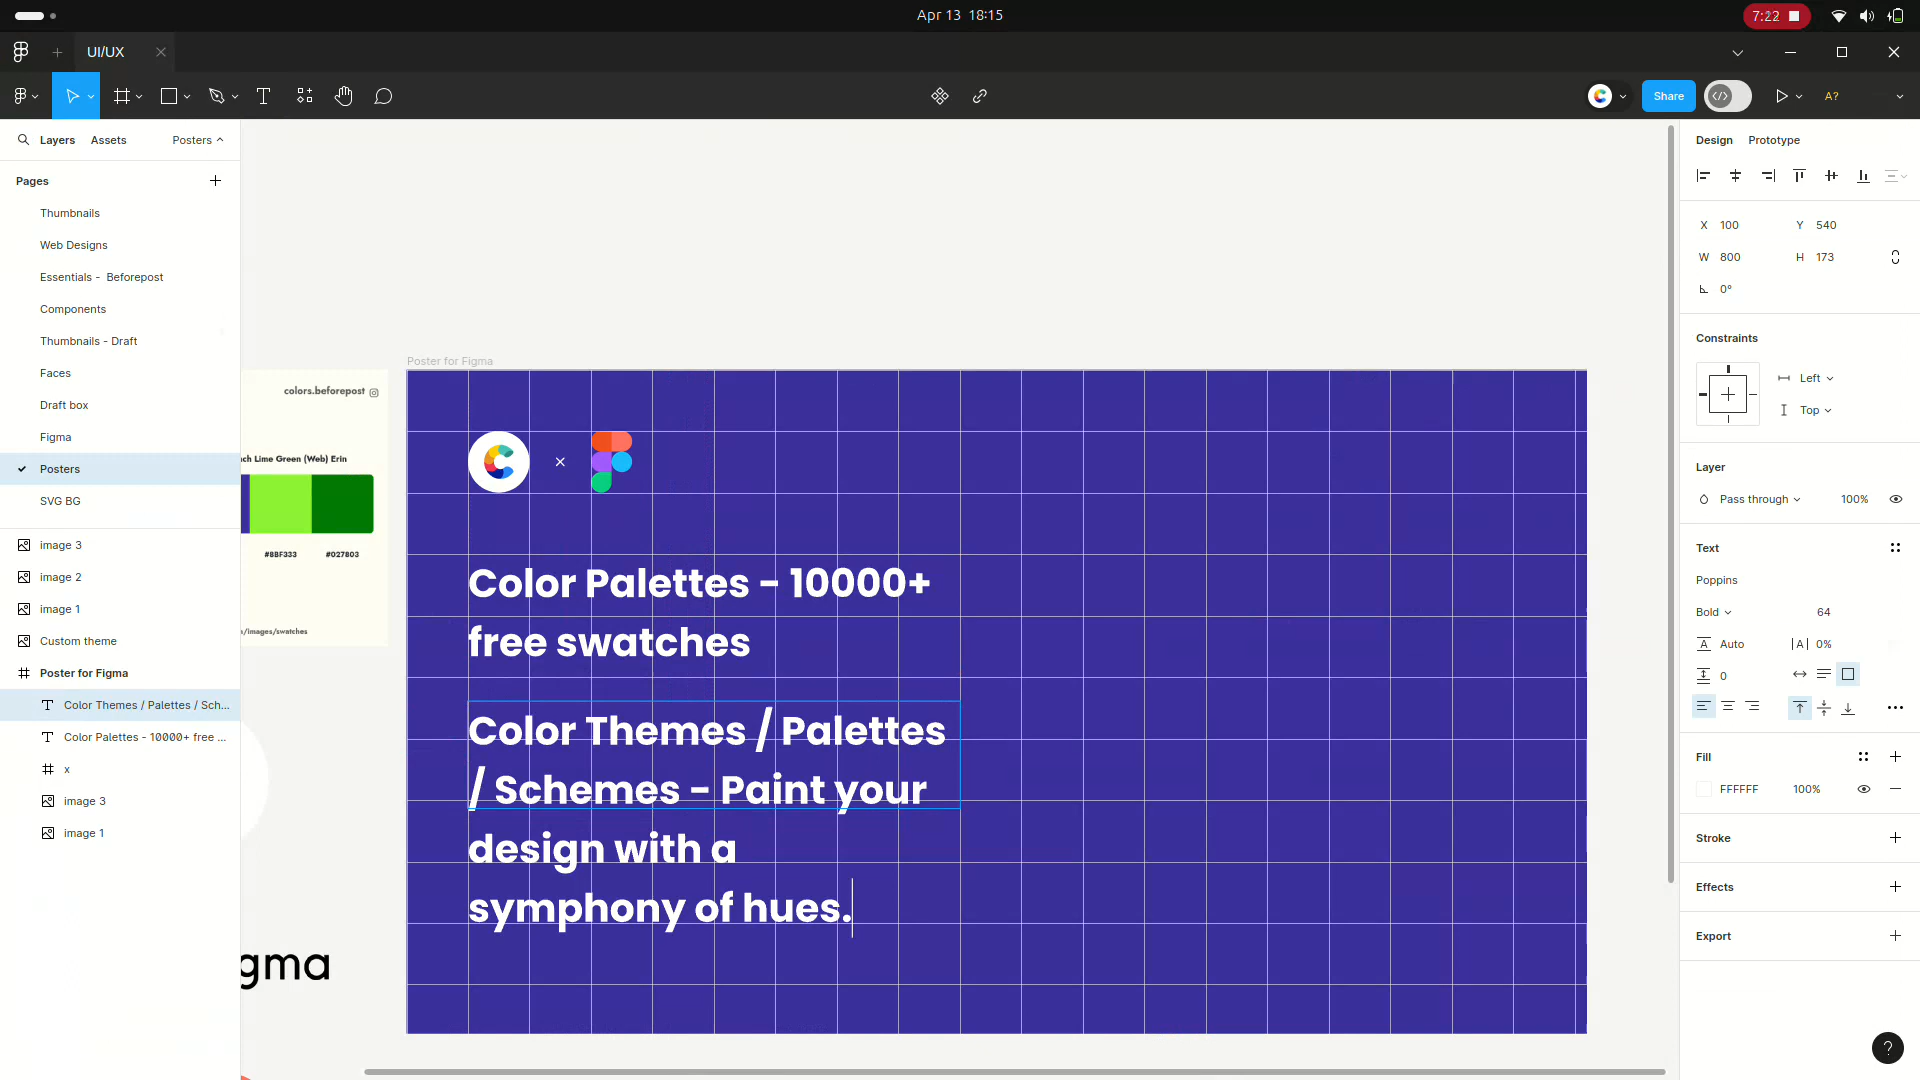 Apr 13 18:15
7:22
UI/UX
Share
A?
Layers Assets Posters
Design Prototype
Pages
Thumbnails
Web Designs
Essentials - Beforepost
Components
Thumbnails - Draft
Faces
Draft box
Figma
Posters
SVG BG
image 3
image 2
image 1
Custom theme
Poster for Figma
Color Themes / Palettes / Sch...
Color Palettes - 10000+ free ...
x
image 3
image 1
colors.beforepost
ch Lime Green (Web) Erin
#8BF333 #027803
/images/swatches
gma
Poster for Figma
×
Color Palettes - 10000+
free swatches
Color Themes / Palettes
/ Schemes - Paint your
design with a
symphony of hues.
X 100 Y 540
W 800 H 173
0°
Constraints
Left
Top
Layer
Pass through 100%
Text
Poppins
Bold 64
Auto 0%
0
Fill
FFFFFF 100%
Stroke
Effects
Export
?